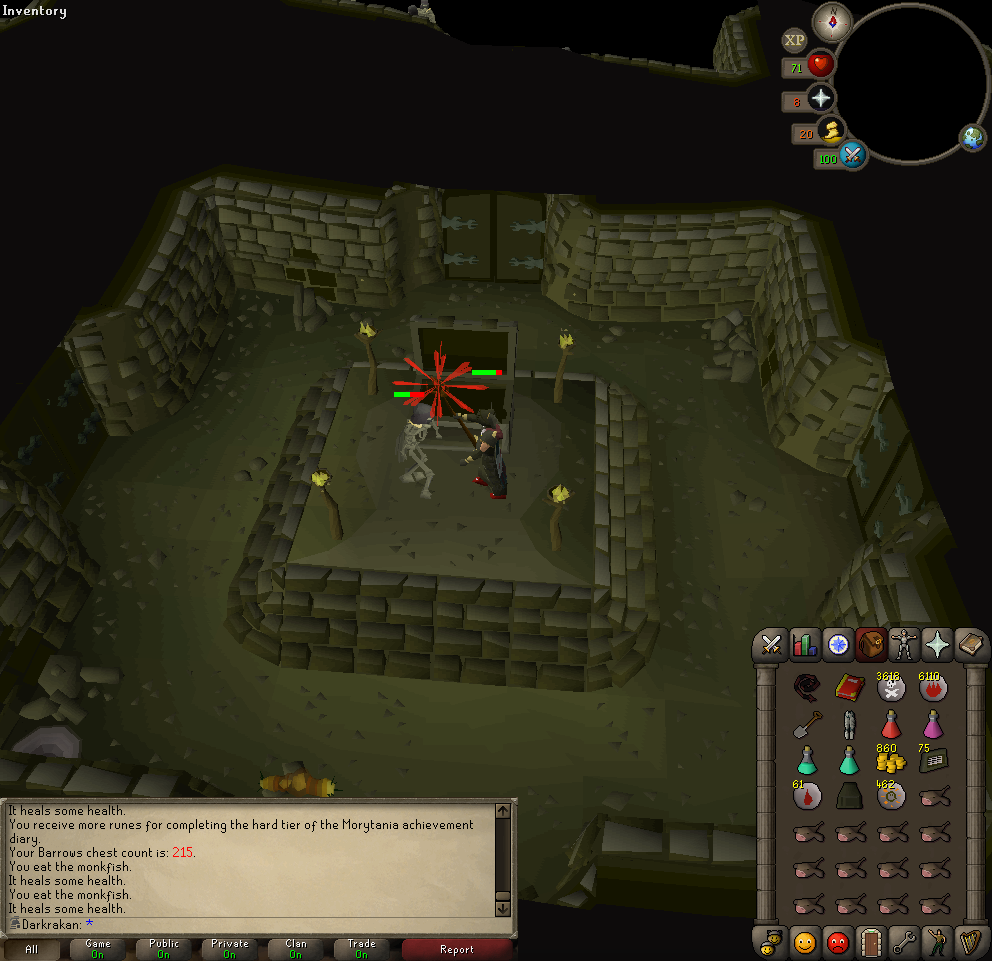 Inventory
N
XP
71
8
20
100
3618
6110
860
75
61
462
It heals some health.
You receive more runes for completing the hard tier of the Morytania achievement
diary.
Your Barrows chest count is: 215.
You eat the monkfish.
It heals some health.
You eat the monkfish.
It heals some health.
Darkrakan: *
All
Game
On
Public
On
Private
On
Clan
On
Trade
On
Report